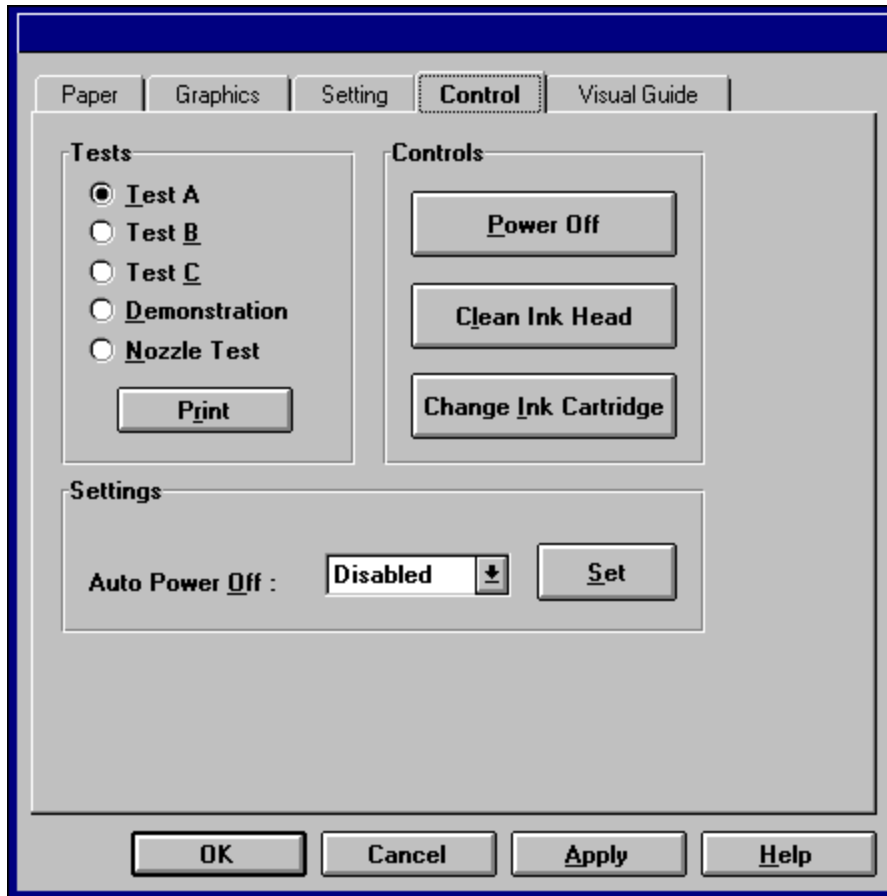 Paper Graphics Setting Control Visual Guide
Tests
Test A
Test B
Test C
Demonstration
Nozzle Test
Print
Controls
Power Off
Clean Ink Head
Change Ink Cartridge
Settings
Auto Power Off : Disabled Set
OK Cancel Apply Help